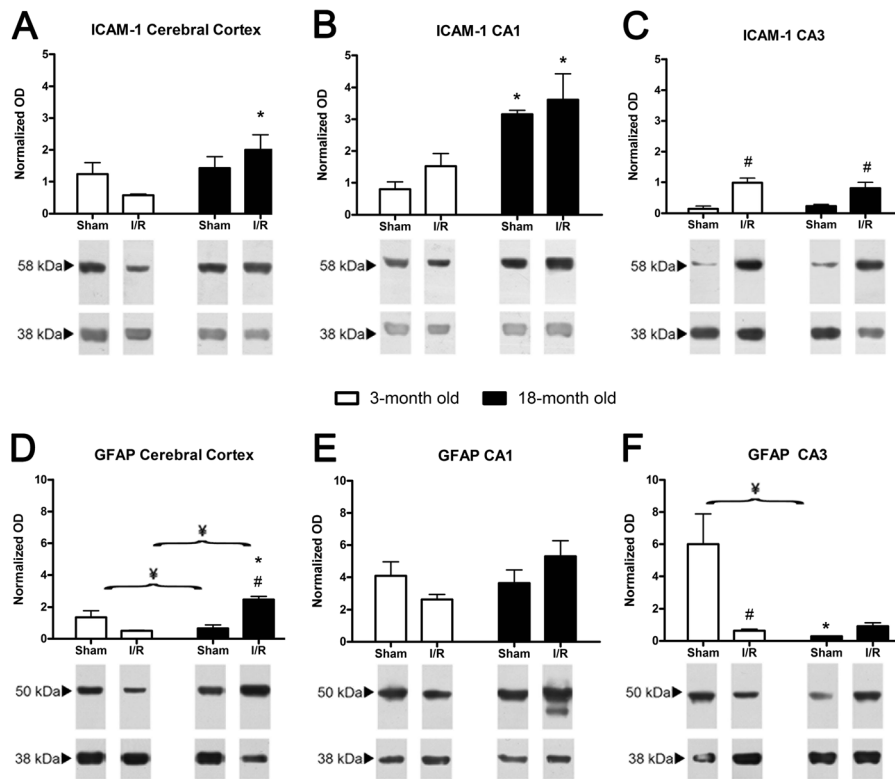 A
ICAM-1 Cerebral Cortex
Normalized OD
5
4
3
2
1
0
*
Sham I/R Sham I/R
58 kDa
38 kDa
B
ICAM-1 CA1
Normalized OD
5
4
3
2
1
0
* *
Sham I/R Sham I/R
58 kDa
38 kDa
C
ICAM-1 CA3
Normalized OD
5
4
3
2
1
0
# #
Sham I/R Sham I/R
58 kDa
38 kDa
3-month old 18-month old
D
GFAP Cerebral Cortex
Normalized OD
10
8
6
4
2
0
¥
¥
*
#
Sham I/R Sham I/R
50 kDa
38 kDa
E
GFAP CA1
Normalized OD
10
8
6
4
2
0
Sham I/R Sham I/R
50 kDa
38 kDa
F
GFAP CA3
Normalized OD
10
8
6
4
2
0
¥
# *
Sham I/R Sham I/R
50 kDa
38 kDa